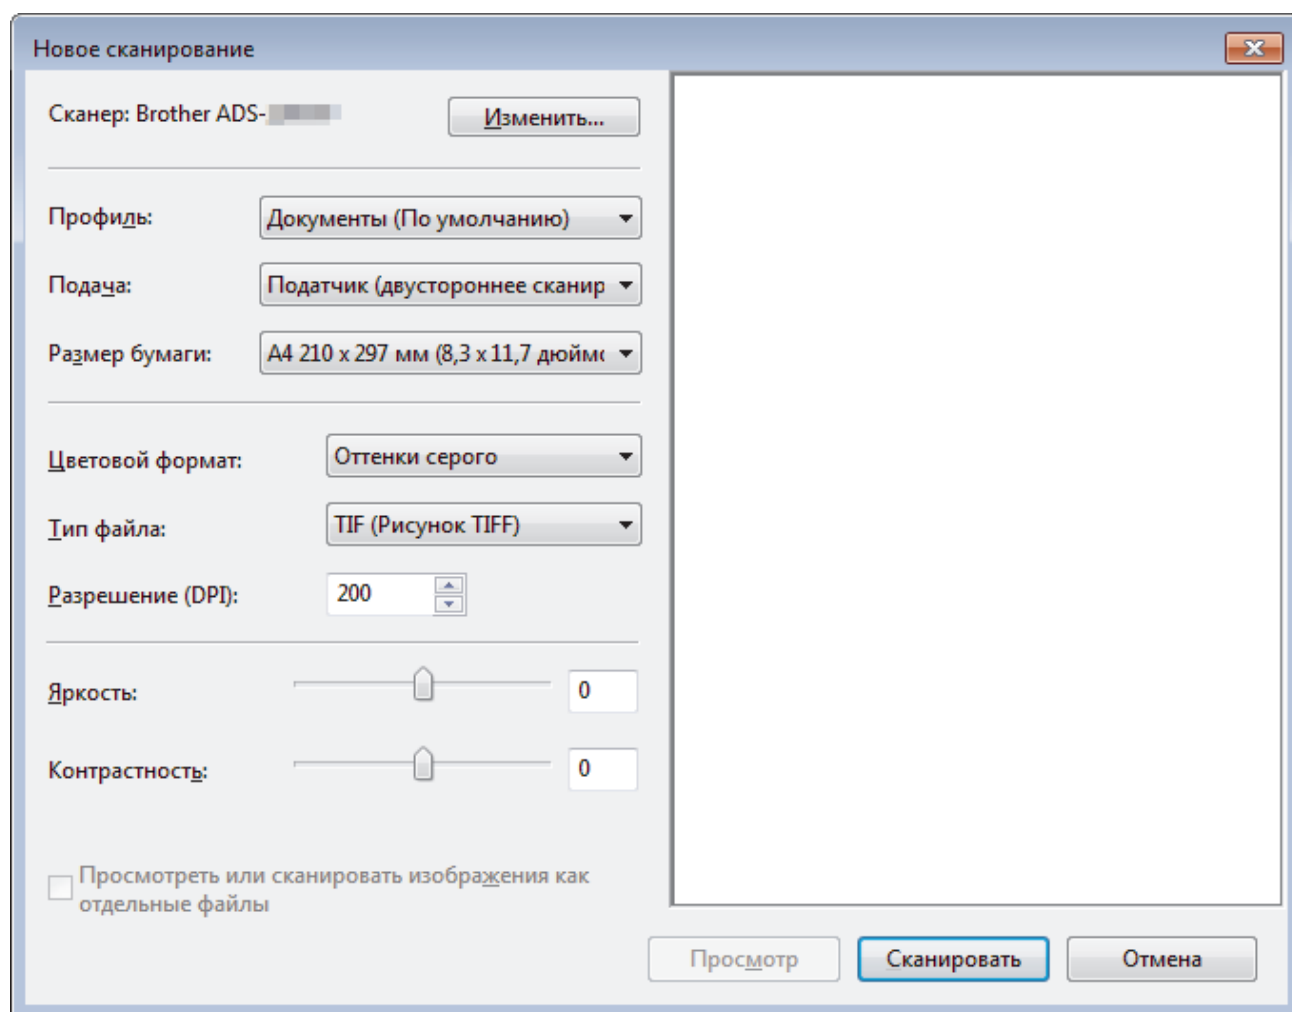 Новое сканирование
Сканер: Brother ADS-
Изменить...
Профиль:
Документы (По умолчанию)
Подача:
Податчик (двустороннее сканир
Размер бумаги:
A4 210 x 297 мм (8,3 x 11,7 дюймо
Цветовой формат:
Оттенки серого
Тип файла:
TIF (Рисунок TIFF)
Разрешение (DPI):
200
Яркость:
0
Контрастность:
0
Просмотреть или сканировать изображения как
отдельные файлы
Просмотр
Сканировать
Отмена